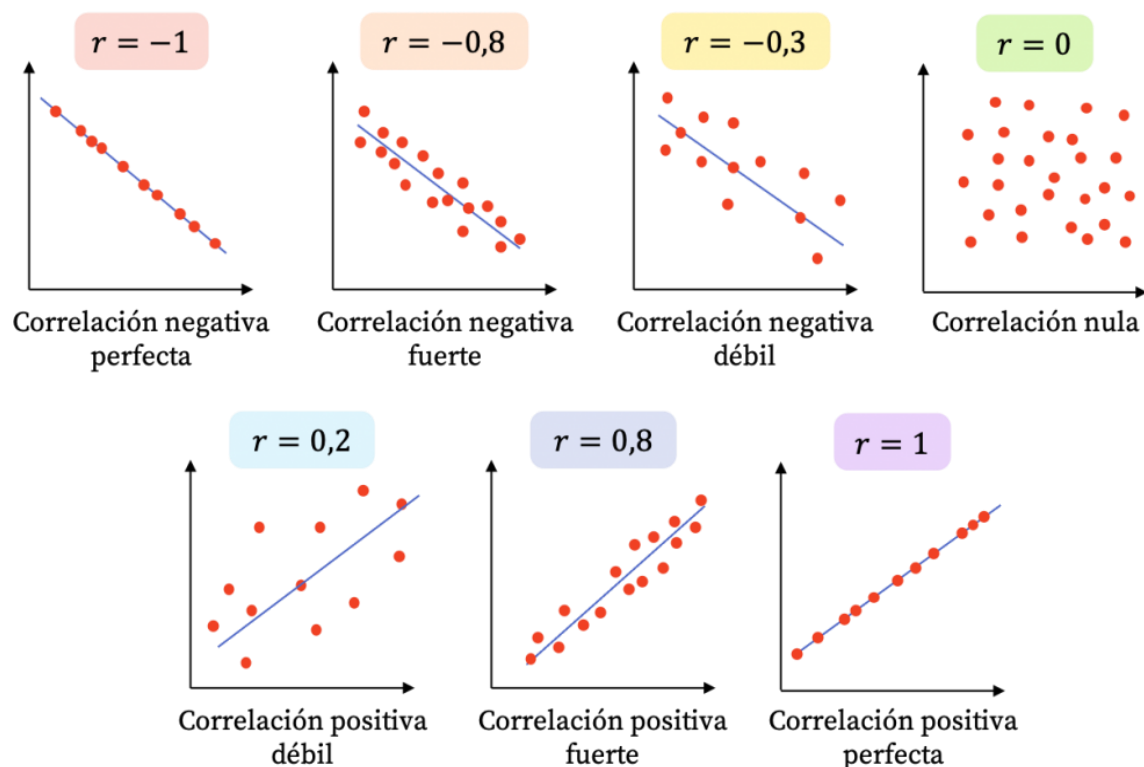 r = −1
r = −0,8
r = −0,3
r = 0
Correlación negativa
perfecta
Correlación negativa
fuerte
Correlación negativa
débil
Correlación nula
r = 0,2
r = 0,8
r = 1
Correlación positiva
débil
Correlación positiva
fuerte
Correlación positiva
perfecta